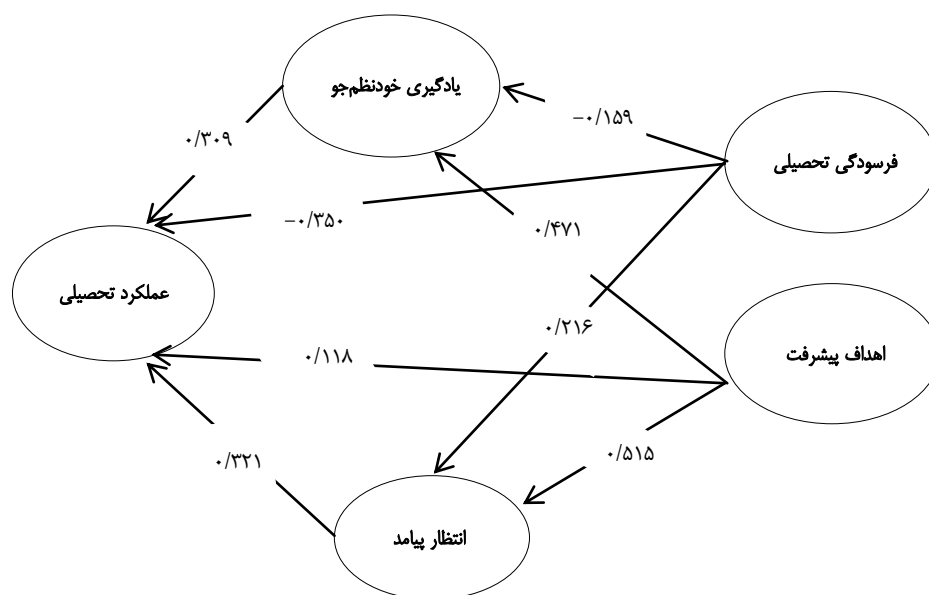 یادگیری خودنظم‌جو
-۰/۱۵۹
۰/۳۰۹
فرسودگی تحصیلی
-۰/۳۵۰
۰/۴۷۱
عملکرد تحصیلی
۰/۲۱۶
اهداف پیشرفت
۰/۱۱۸
۰/۵۱۵
۰/۳۲۱
انتظار پیامد